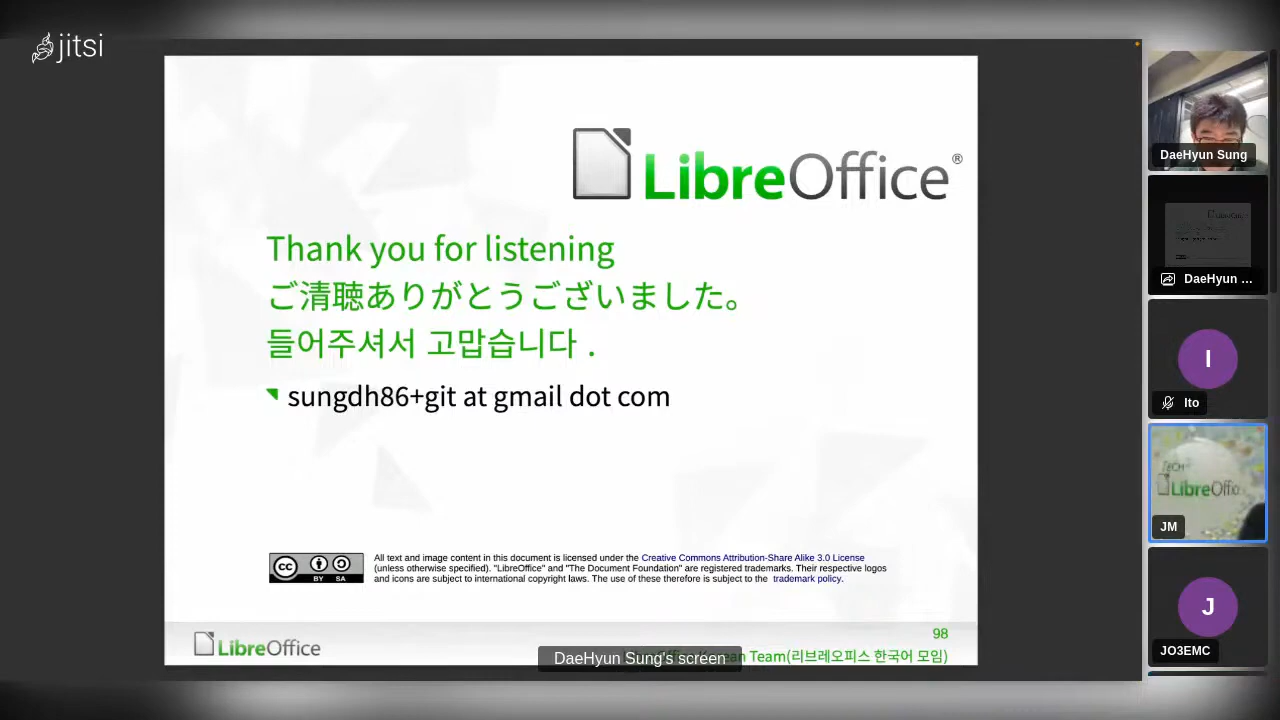 jitsi
LibreOffice®
Thank you for listening
ご清聴ありがとうございました。
들어주셔서 고맙습니다 .
sungdh86+git at gmail dot com
cc BY SA
All text and image content in this document is licensed under the Creative Commons Attribution-Share Alike 3.0 License
(unless otherwise specified). "LibreOffice" and "The Document Foundation" are registered trademarks. Their respective logos
and icons are subject to international copyright laws. The use of these therefore is subject to the trademark policy.
LibreOffice
98
Team(리브레오피스 한국어 모임)
DaeHyun Sung's screen
DaeHyun Sung
DaeHyun ...
I
Ito
LibreOffic
JM
J
JO3EMC